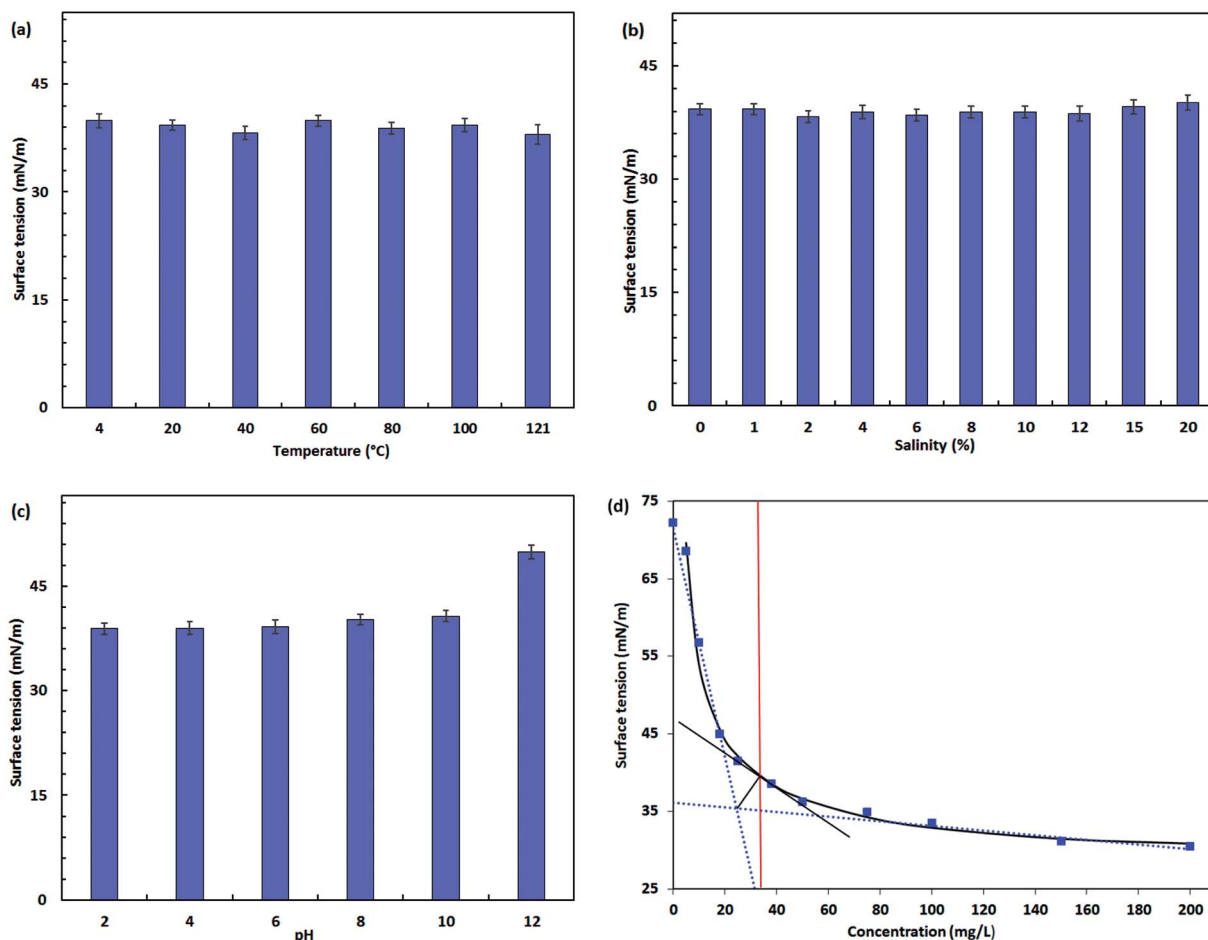 (a)
Surface tension (mN/m)
45
30
15
0
4 20 40 60 80 100 121
Temperature (°C)
(b)
Surface tension (mN/m)
45
30
15
0
0 1 2 4 6 8 10 12 15 20
Salinity (%)
(c)
Surface tension (mN/m)
45
30
15
0
2 4 6 8 10 12
pH
(d)
Surface tension (mN/m)
75
65
55
45
35
25
0 20 40 60 80 100 120 140 160 180 200
Concentration (mg/L)